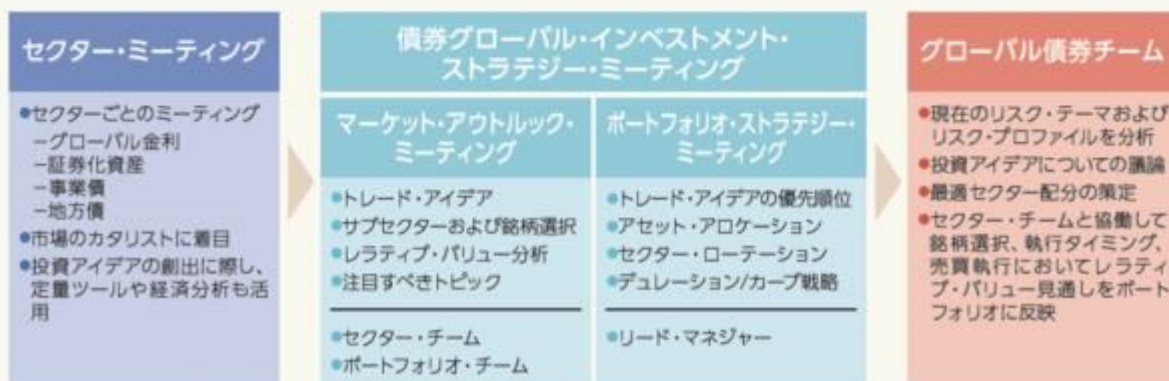 セクター・ミーティング
●セクターごとのミーティング
－グローバル金利
－証券化資産
－事業債
－地方債
●市場のカタリストに着目
●投資アイデアの創出に際し、
定量ツールや経済分析も活
用
債券グローバル・インベストメント・
ストラテジー・ミーティング
マーケット・アウトルック・
ミーティング
●トレード・アイデア
●サブセクターおよび銘柄選択
●レラティブ・バリュー分析
●注目すべきトピック
●セクター・チーム
●ポートフォリオ・チーム
ポートフォリオ・ストラテジー・
ミーティング
●トレード・アイデアの優先順位
●アセット・アロケーション
●セクター・ローテーション
●デュレーション/カーブ戦略
●リード・マネジャー
グローバル債券チーム
●現在のリスク・テーマおよび
リスク・プロファイルを分析
●投資アイデアについての議論
●最適セクター配分の策定
●セクター・チームと協働して
銘柄選択、執行タイミング、
売買執行においてレラティ
ブ・バリュー見通しをポート
フォリオに反映